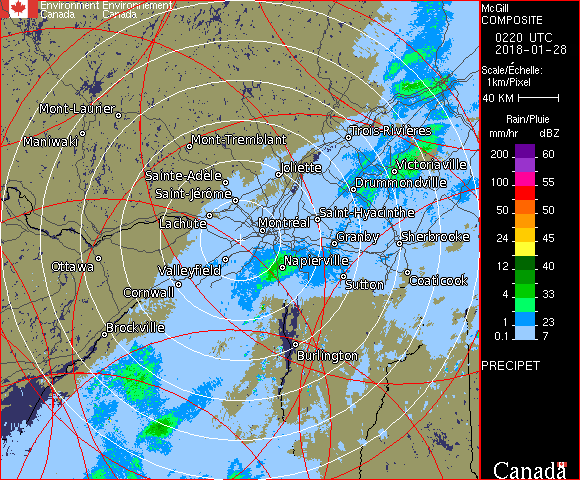 Environment Environnement
Canada Canada
McGill
COMPOSITE
0220 UTC
2018-01-28
Scale/Échelle:
1km/Pixel
40 KM
Rain/Pluie
mm/hr dBZ
200 60
100 55
50 50
24 45
12 40
4 33
1 23
0.1 7
PRECIPET
Canada
Mont-Laurier
Maniwaki
Mont-Tremblant
Trois-Rivières
Joliette
Victoriaville
Sainte-Adèle
Drummondville
Saint-Jérôme
Lachute
Saint-Hyacinthe
Montréal
Granby
Sherbrooke
Ottawa
Valleyfield
Napierville
Cornwall
Sutton
Coaticook
Brockville
Burlington